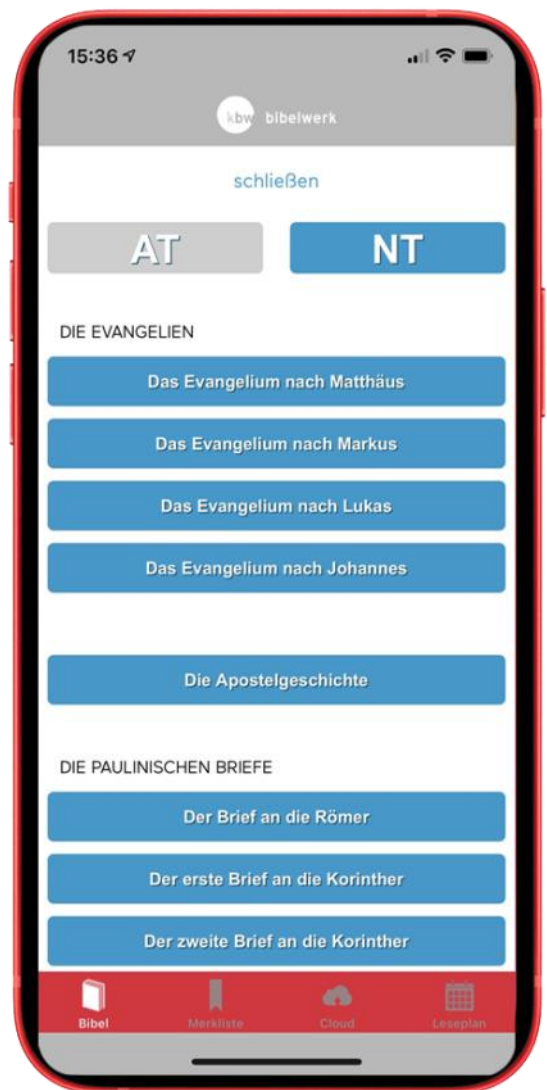 15:36
kbw bibelwerk
schließen
AT NT
DIE EVANGELIEN
Das Evangelium nach Matthäus
Das Evangelium nach Markus
Das Evangelium nach Lukas
Das Evangelium nach Johannes
Die Apostelgeschichte
DIE PAULINISCHEN BRIEFE
Der Brief an die Römer
Der erste Brief an die Korinther
Der zweite Brief an die Korinther
Bibel Merkliste Cloud Leseplan